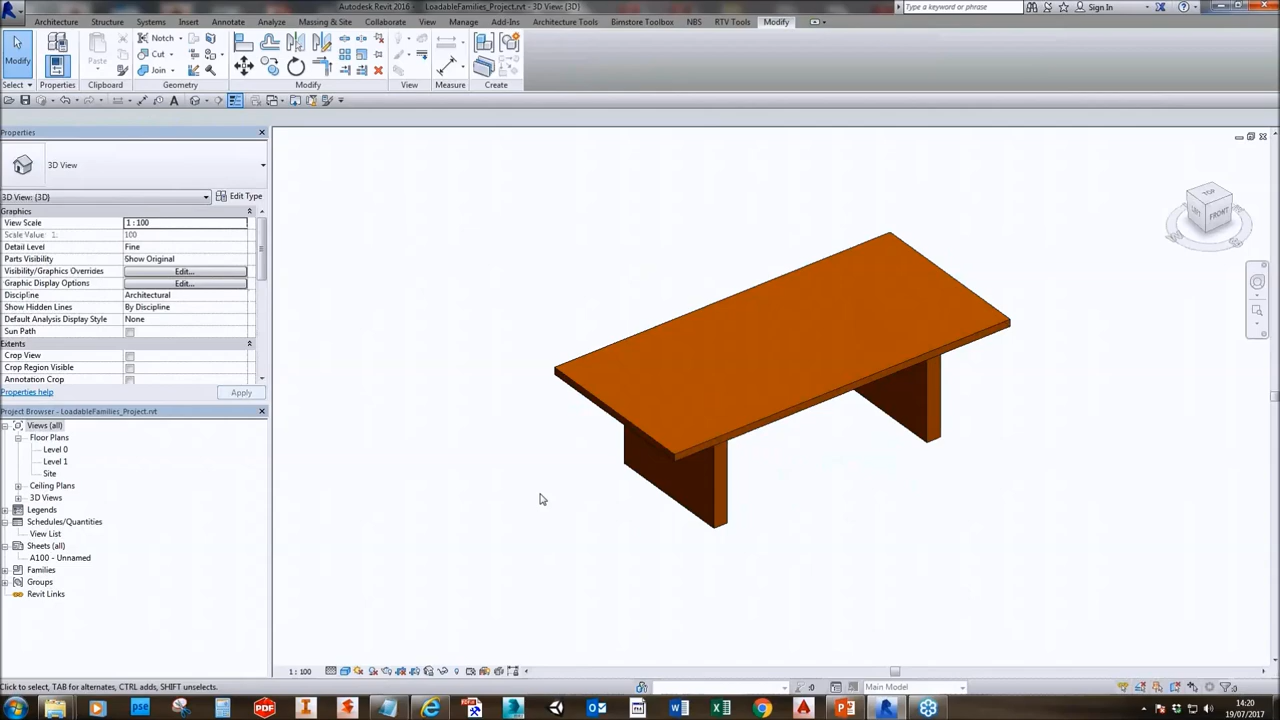 Autodesk Revit 2016 - LoadableFamilies_Project.rvt - 3D View: {3D}
Type a keyword or phrase
Sign In
Architecture Structure Systems Insert Annotate Analyze Massing & Site Collaborate View Manage Add-Ins Architecture Tools Bimstore Toolbox NBS RTV Tools Modify
Modify Paste Notch Cut Join
Select Properties Clipboard Geometry Modify View Measure Create
Properties
3D View
3D View: {3D} Edit Type
Graphics
View Scale 1 : 100
Scale Value 1: 100
Detail Level Fine
Parts Visibility Show Original
Visibility/Graphics Overrides Edit...
Graphic Display Options Edit...
Discipline Architectural
Show Hidden Lines By Discipline
Default Analysis Display Style None
Sun Path
Extents
Crop View
Crop Region Visible
Annotation Crop
Properties help Apply
Project Browser - LoadableFamilies_Project.rvt
Views (all)
Floor Plans
Level 0
Level 1
Site
Ceiling Plans
3D Views
Legends
Schedules/Quantities
View List
Sheets (all)
A100 - Unnamed
Families
Groups
Revit Links
TOP
LEFT FRONT
1 : 100
Click to select, TAB for alternates, CTRL adds, SHIFT unselects.
:0 Main Model :0
pse PDF
14:20
19/07/2017